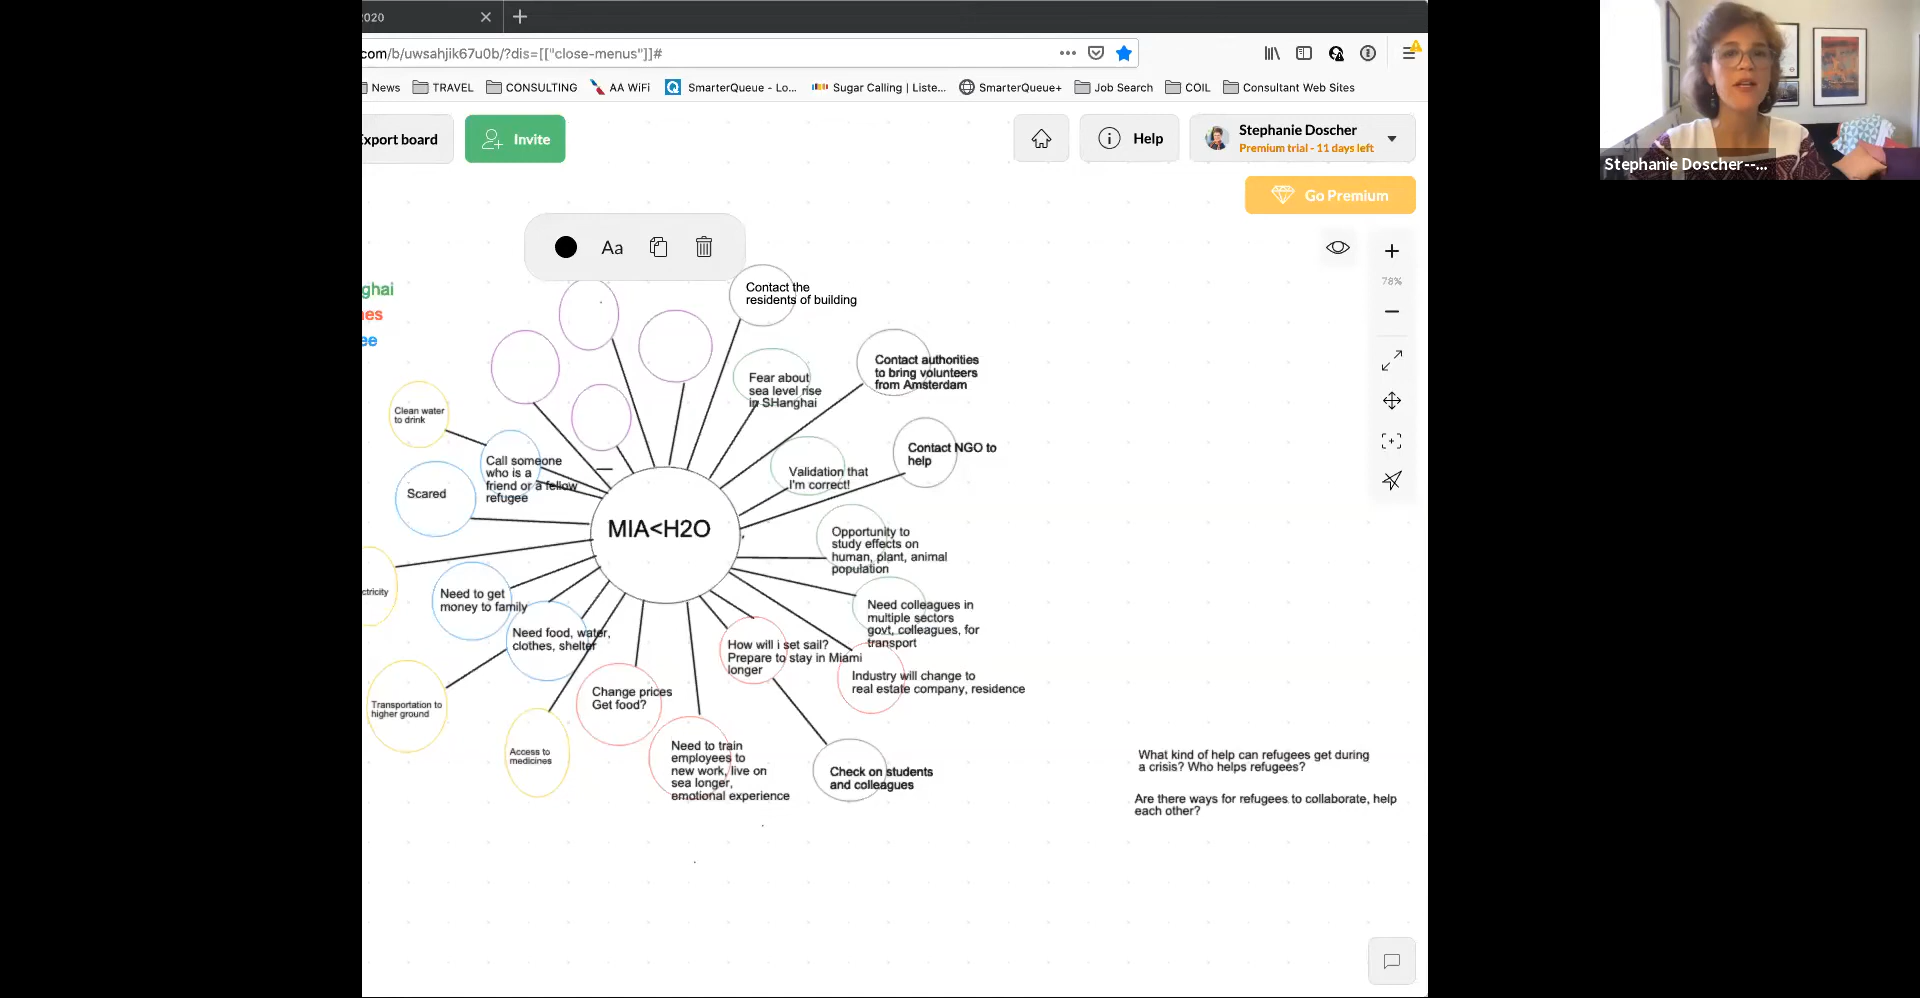 2020
com/b/uwsahjik67u0b/?dis=[["close-menus"]]#
News
TRAVEL
CONSULTING
AA WiFi
SmarterQueue - Lo...
Sugar Calling | Liste...
SmarterQueue+
Job Search
COIL
Consultant Web Sites
Export board
Invite
Help
Stephanie Doscher
Premium trial - 11 days left
Go Premium
Stephanie Doscher--...
Aa
78%
ghai
es
ee
Contact the
residents of building
Contact authorities
to bring volunteers
from Amsterdam
Fear about
sea level rise
in SHanghai
Clean water
to drink
Call someone
who is a
friend or a fellow
refugee
Scared
Contact NGO to
help
Validation that
I'm correct!
MIA<H2O
Opportunity to
study effects on
human, plant, animal
population
ctricity
Need to get
money to family
Need colleagues in
multiple sectors
govt, colleagues, for
transport
Need food, water,
clothes, shelter
How will i set sail?
Prepare to stay in Miami
longer
Industry will change to
real estate company, residence
Change prices
Get food?
Transportation to
higher ground
Access to
medicines
Need to train
employees to
new work, live on
sea longer,
emotional experience
Check on students
and colleagues
What kind of help can refugees get during
a crisis? Who helps refugees?
Are there ways for refugees to collaborate, help
each other?